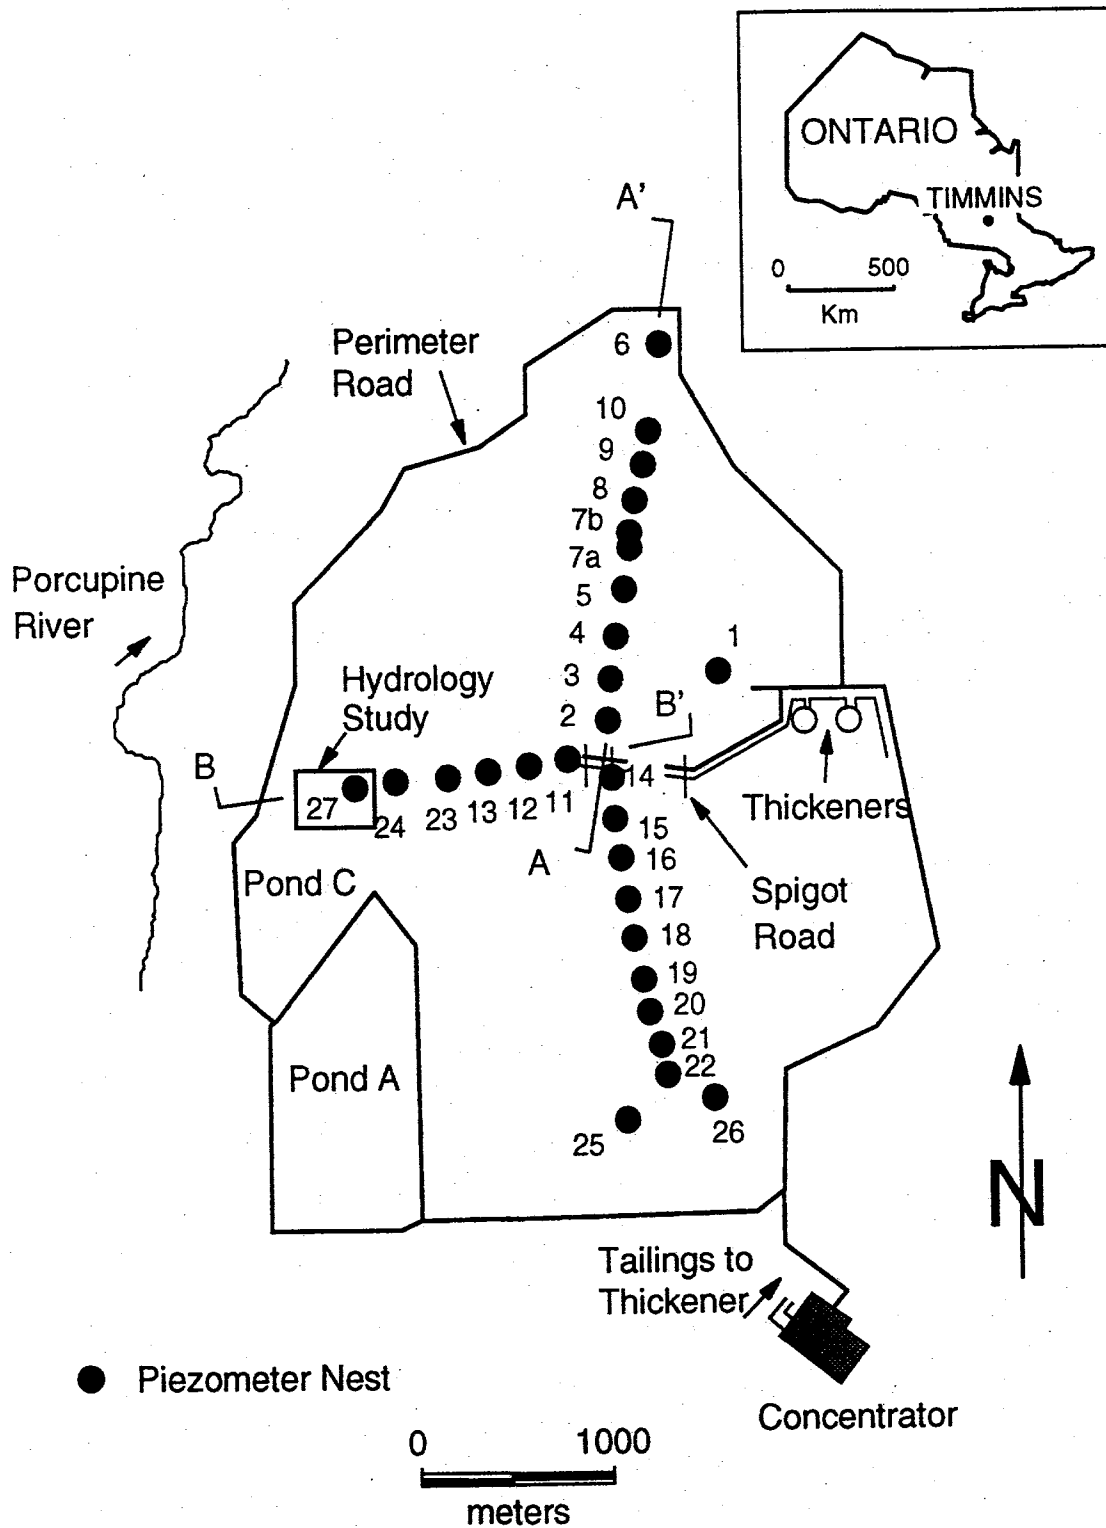 ONTARIO
TIMMINS
0 500
Km
A'
6
Perimeter
Road
10
9
8
7b
7a
Porcupine
River
5
4
1
3
Hydrology
Study
2
B'
B
27
24
23
13
12
11
14
Thickeners
15
A
16
Pond C
17
Spigot
Road
18
19
20
21
22
Pond A
25
26
N
Tailings to
Thickener
Piezometer Nest
Concentrator
0 1000
meters